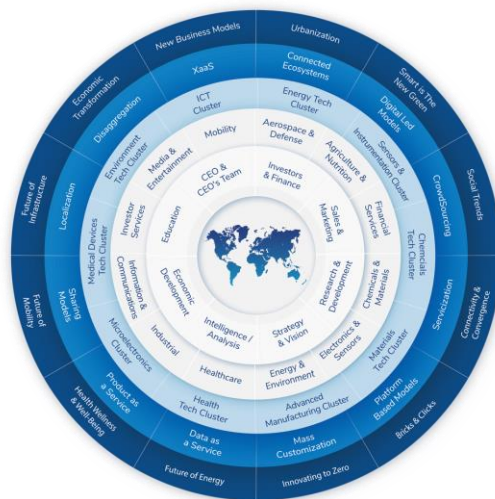 New Business Models
Urbanization
Smart is The
New Green
Social Trends
Connectivity &
Convergence
Bricks & Clicks
Innovating to Zero
Future of Energy
Health Wellness
& Well-Being
Future of
Mobility
Future of
Infrastructure
Economic
Transformation
XaaS
Connected
Ecosystems
Digital Led
Models
CrowdSourcing
Servicization
Platform
Based Models
Mass
Customization
Data as
a Service
Product as
a Service
Sharing
Models
Localization
Disaggregation
ICT
Cluster
Energy Tech
Cluster
Sensors &
Instrumentation Cluster
Chemcials
Tech Cluster
Materials
Tech Cluster
Advanced
Manufacturing Cluster
Health
Tech Cluster
Microelectronics
Cluster
Medical Devices
Tech Cluster
Environment
Tech Cluster
Mobility
Aerospace &
Defense
Agriculture &
Nutrition
Financial
Services
Chemicals &
Materials
Electronics &
Sensors
Energy &
Environment
Healthcare
Industrial
Information &
Communications
Investor
Services
Education
Media &
Entertainment
CEO &
CEO's Team
Investors
& Finance
Sales &
Marketing
Research &
Development
Strategy
& Vision
Intelligence /
Analysis
Economic
Development